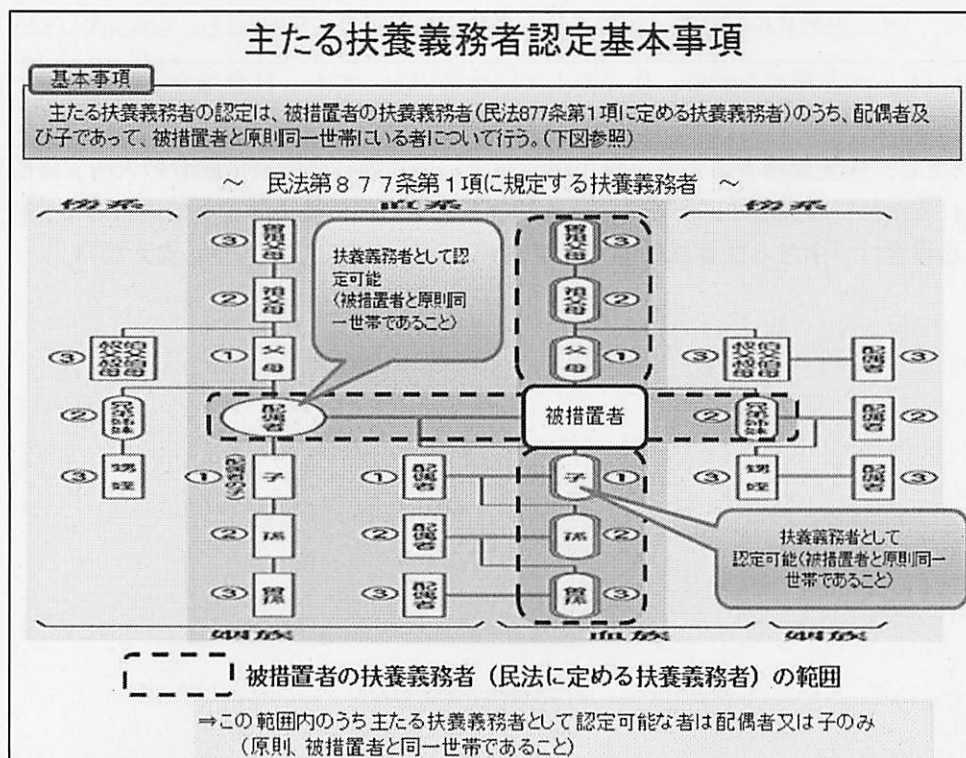 主たる扶養義務者認定基本事項
基本事項
主たる扶養義務者の認定は、被措置者の扶養義務者(民法877条第1項に定める扶養義務者)のうち、配偶者及
び子であって、被措置者と原則同一世帯にいる者について行う。(下図参照)
～ 民法第877条第1項に規定する扶養義務者 ～
傍系
直系
傍系
③ 曽祖父母
扶養義務者として認
定可能
(被措置者と原則同
一世帯であること)
曽祖父母 ③
② 祖父母
祖父母 ②
③ 叔父叔母 伯父伯母
① 父母
父母 ①
③ 叔父叔母 伯父伯母
配偶者 ③
② 兄弟姉妹
配偶者
被措置者
② 兄弟姉妹
配偶者 ②
③ 甥姪
① 子
① 配偶者
子 ①
③ 甥姪
配偶者 ③
② 孫
② 配偶者
孫 ②
扶養義務者として
認定可能(被措置者と原則同一
世帯であること)
③ 曽孫
③ 配偶者
曽孫 ③
姻族
血族
姻族
被措置者の扶養義務者(民法に定める扶養義務者)の範囲
⇒この範囲内のうち主たる扶養義務者として認定可能な者は配偶者又は子のみ
(原則、被措置者と同一世帯であること)